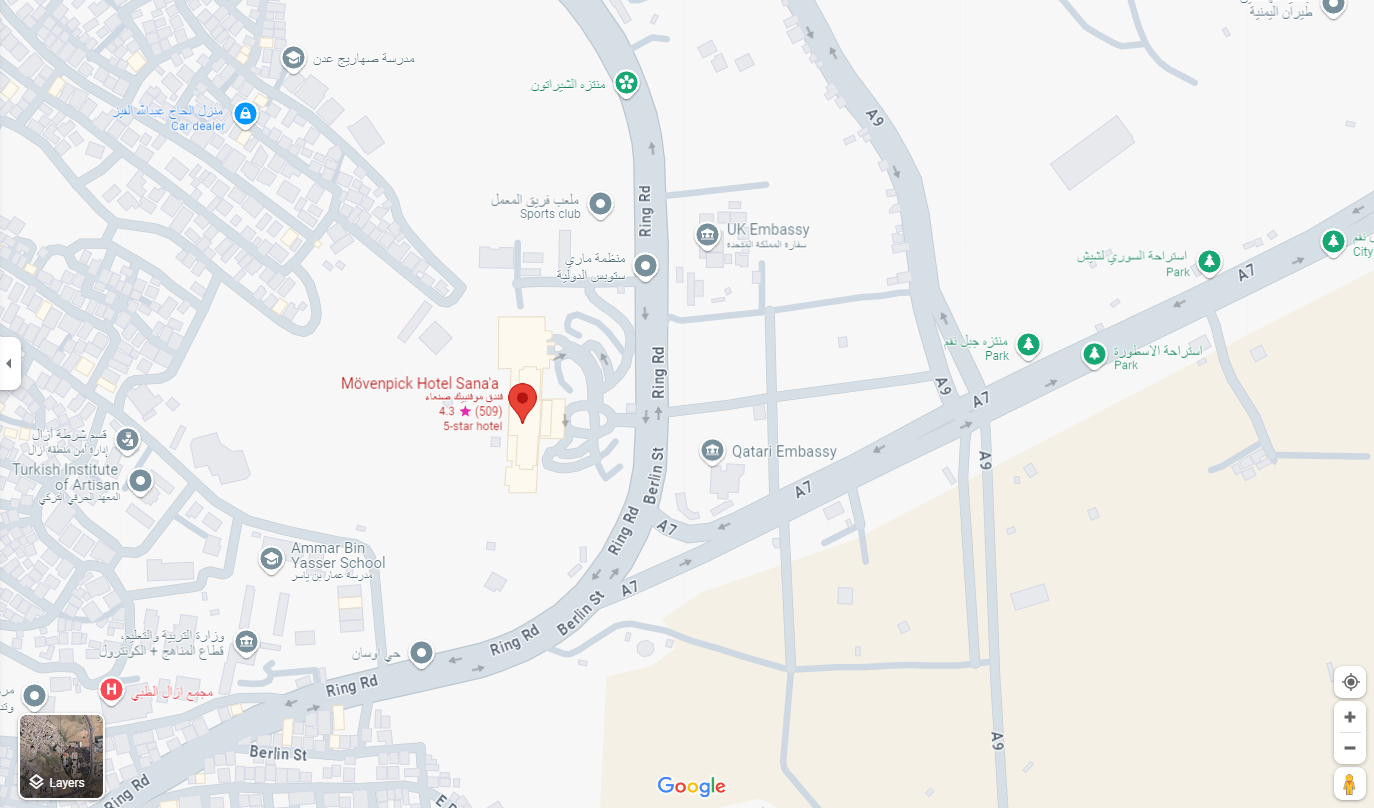 طيران اليمنية
مدرسة صهاريج عدن
منتزه الشيراتون
منزل الحاج عبدالله الفيز
Car dealer
A9
ملعب فريق المعمل
Sports club
Ring Rd
UK Embassy
سفارة المملكة المتحدة
منظمة ماري
ستوبس الدولية
استراحة السوري للشيش
Park
A7
City
منتزه جبل نقم
Park
استراحة الاسطورة
Park
Ring Rd
Mövenpick Hotel Sana'a
فندق موفنبيك صنعاء
4.3 ★ (509)
5-star hotel
A9
A7
قسم شرطة أزال
إدارة أمن منطقة أزال
Turkish Institute
of Artisan
المعهد الحرفي التركي
Qatari Embassy
A9
Berlin St
A7
A7
Ring Rd
Ammar Bin
Yasser School
مدرسة عمار بن ياسر
A7
Berlin St
وزارة التربية والتعليم،
قطاع المناهج + الكونترول
Ring Rd
حي أوسان
Ring Rd
مجمع ازال الطبي
A9
Berlin St
Layers
Google
Ring Rd